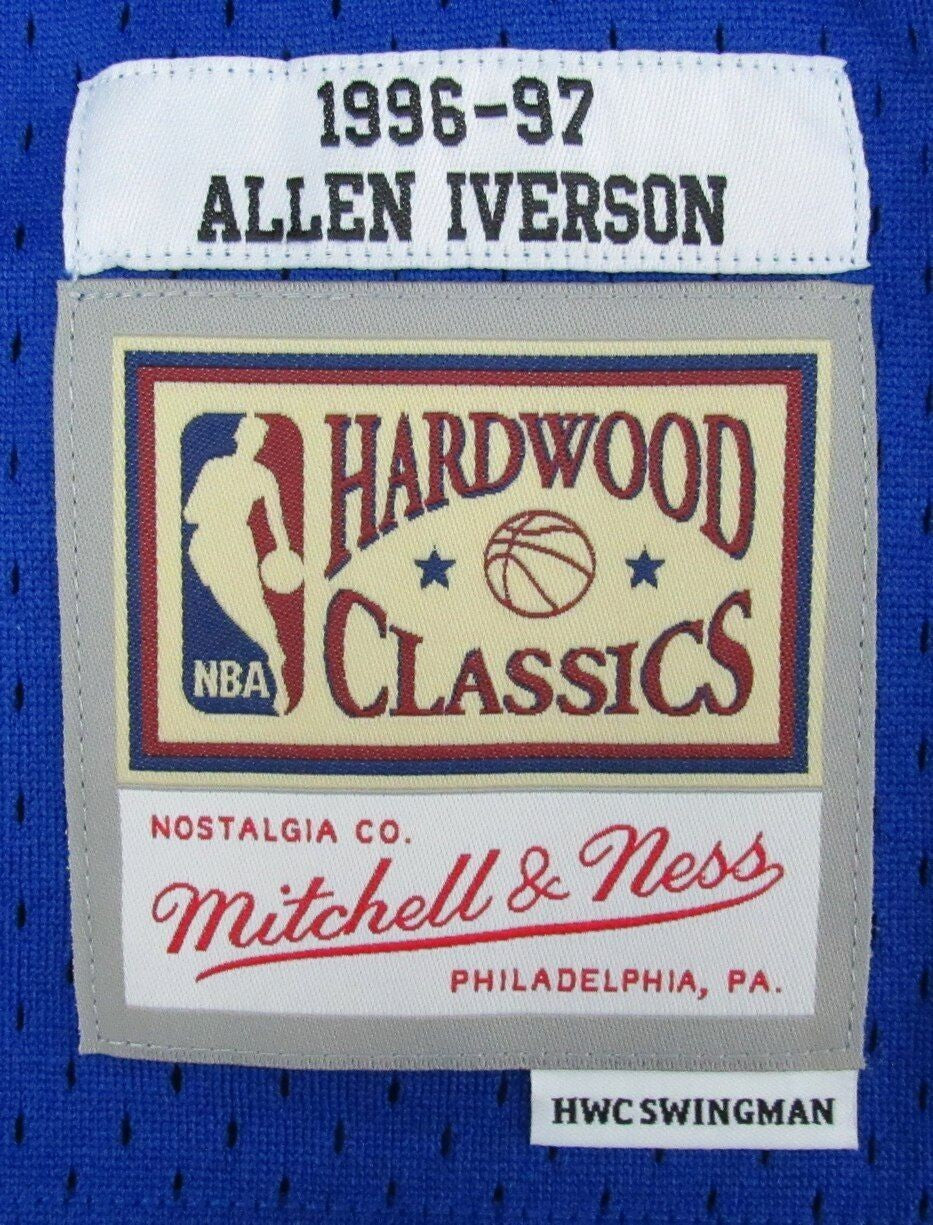 1996-97
ALLEN IVERSON
HARDWOOD
CLASSICS
NBA
NOSTALGIA CO.
Mitchell & Ness
PHILADELPHIA, PA.
HWC SWINGMAN